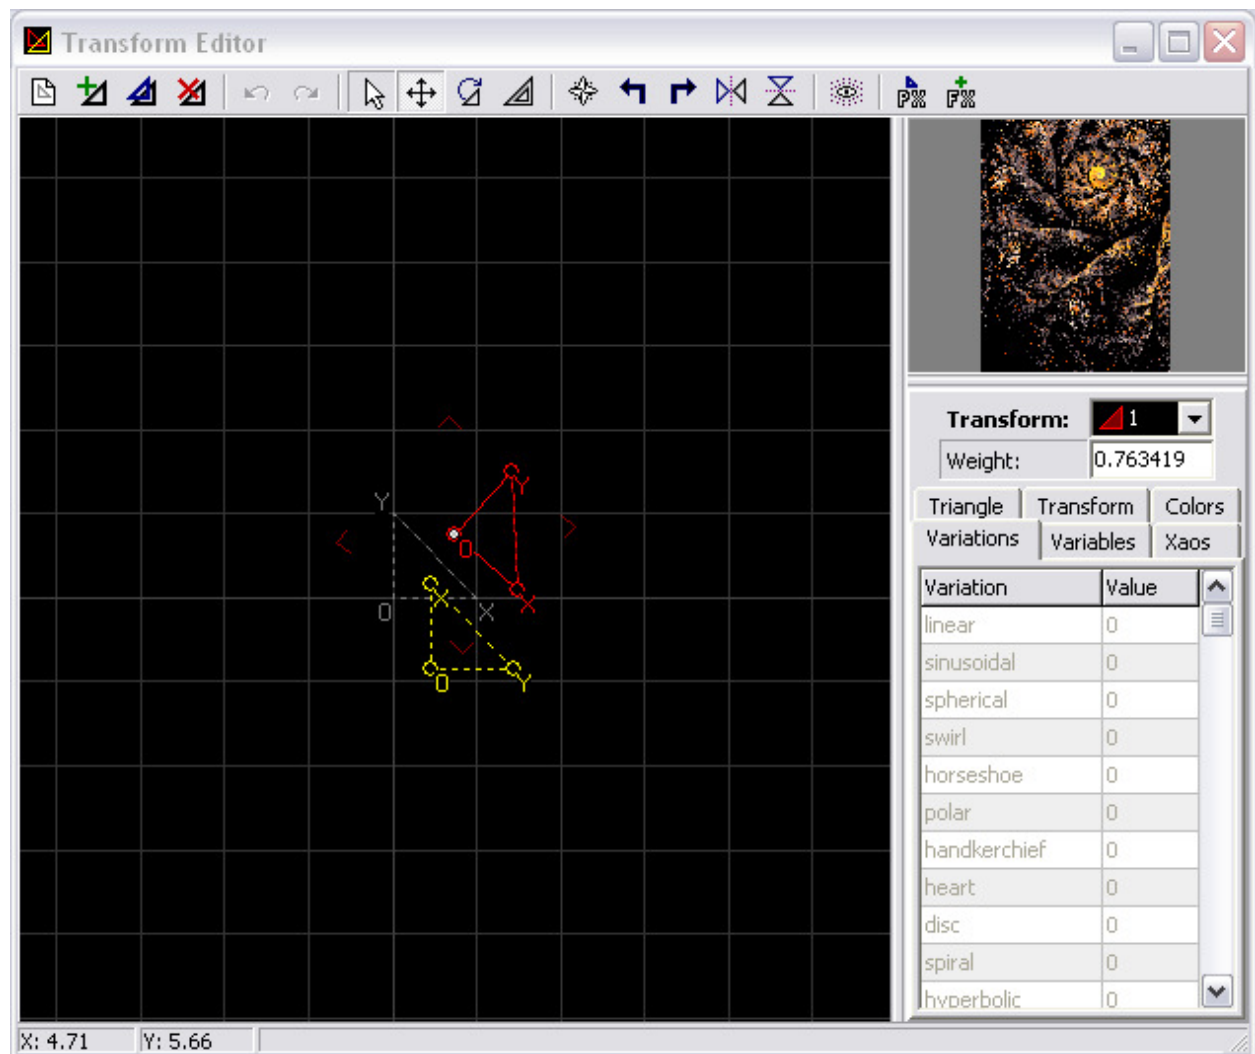 Transform Editor
P% F%
Y
Y
O
X
O X
X
O Y
Transform: 1
Weight: 0.763419
Triangle Transform Colors
Variations Variables Xaos
Variation Value
linear 0
sinusoidal 0
spherical 0
swirl 0
horseshoe 0
polar 0
handkerchief 0
heart 0
disc 0
spiral 0
hyperbolic 0
X: 4.71 Y: 5.66